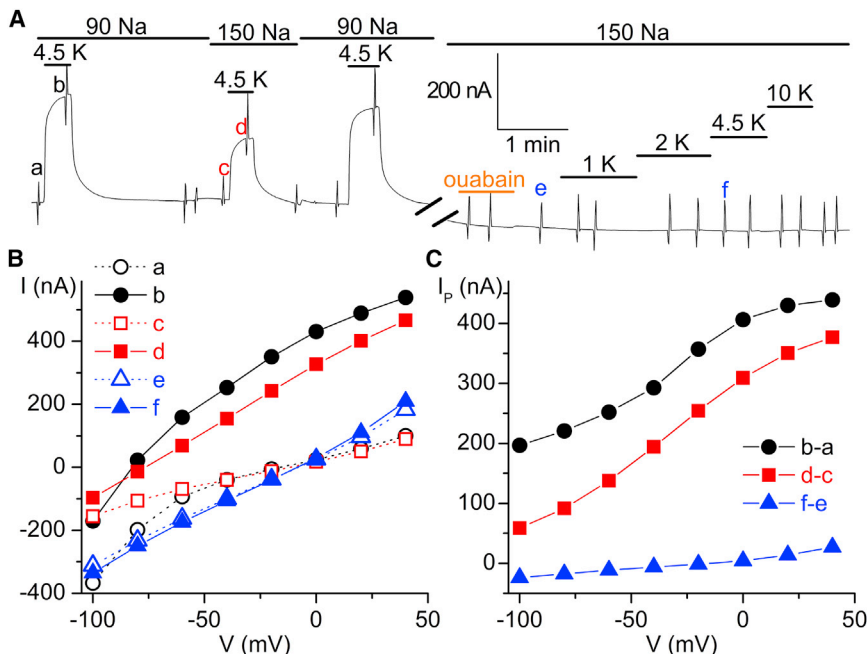 A
90 Na 150 Na 90 Na 150 Na
4.5 K 4.5 K 4.5 K
200 nA
1 min
10 K
4.5 K
2 K
1 K
b
d
a
c
ouabain
e
f
B
I (nA)
a
b
c
d
e
f
400
200
0
-200
-400
-100 -50 0 50
V (mV)
C
I_P (nA)
400
300
200
100
0
b-a
d-c
f-e
-100 -50 0 50
V (mV)